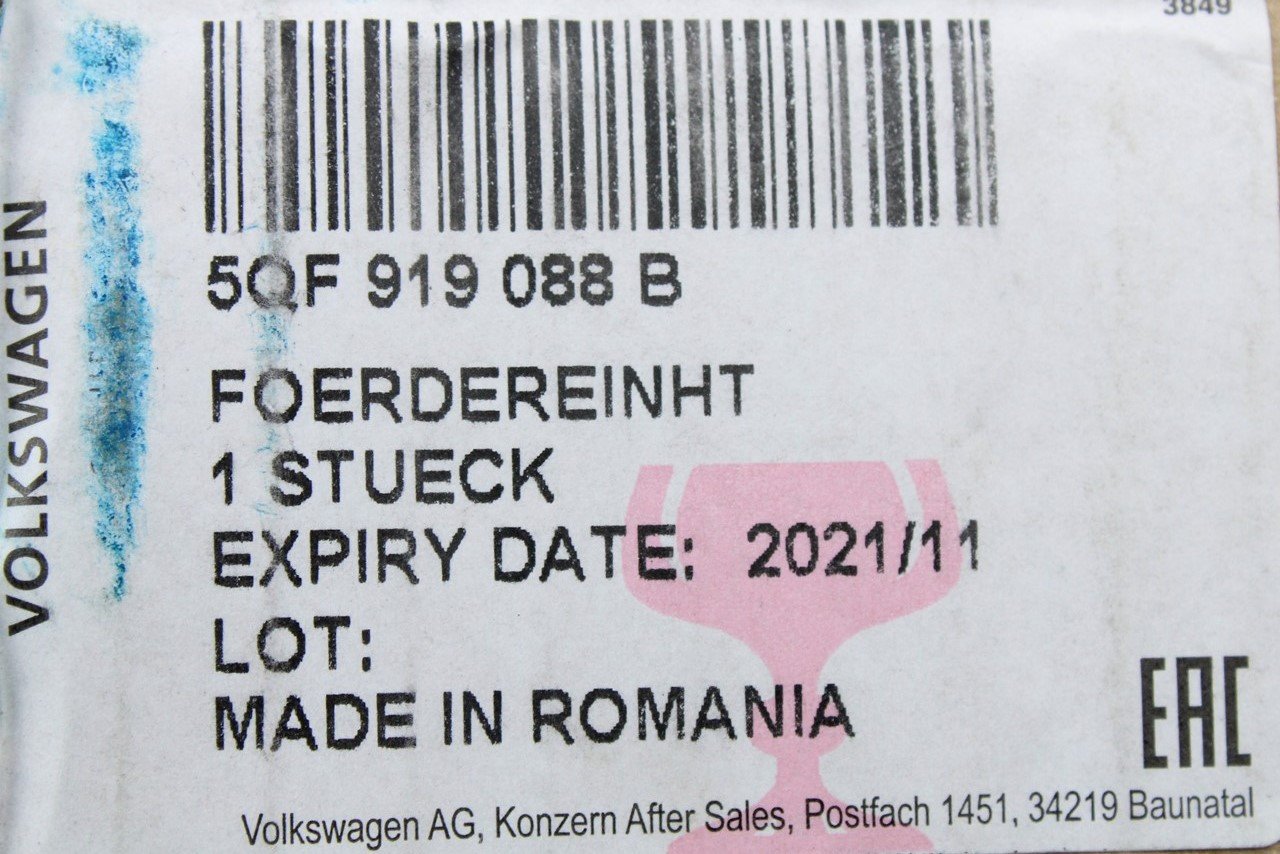 3849
VOLKSWAGEN
5QF 919 088 B
FOERDEREINHT
1 STUECK
EXPIRY DATE: 2021/11
LOT:
MADE IN ROMANIA
EAC
Volkswagen AG, Konzern After Sales, Postfach 1451, 34219 Baunatal